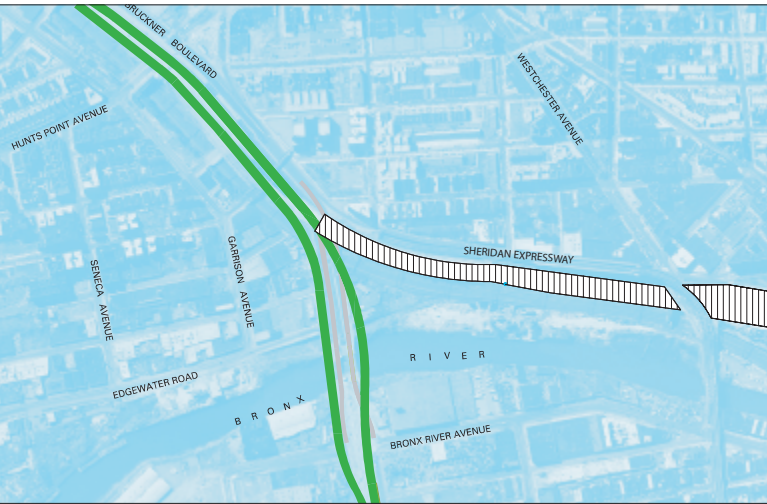 BRUCKNER BOULEVARD
WESTCHESTER AVENUE
HUNTS POINT AVENUE
SENECA AVENUE
GARRISON AVENUE
SHERIDAN EXPRESSWAY
RIVER
EDGEWATER ROAD
BRONX
BRONX RIVER AVENUE